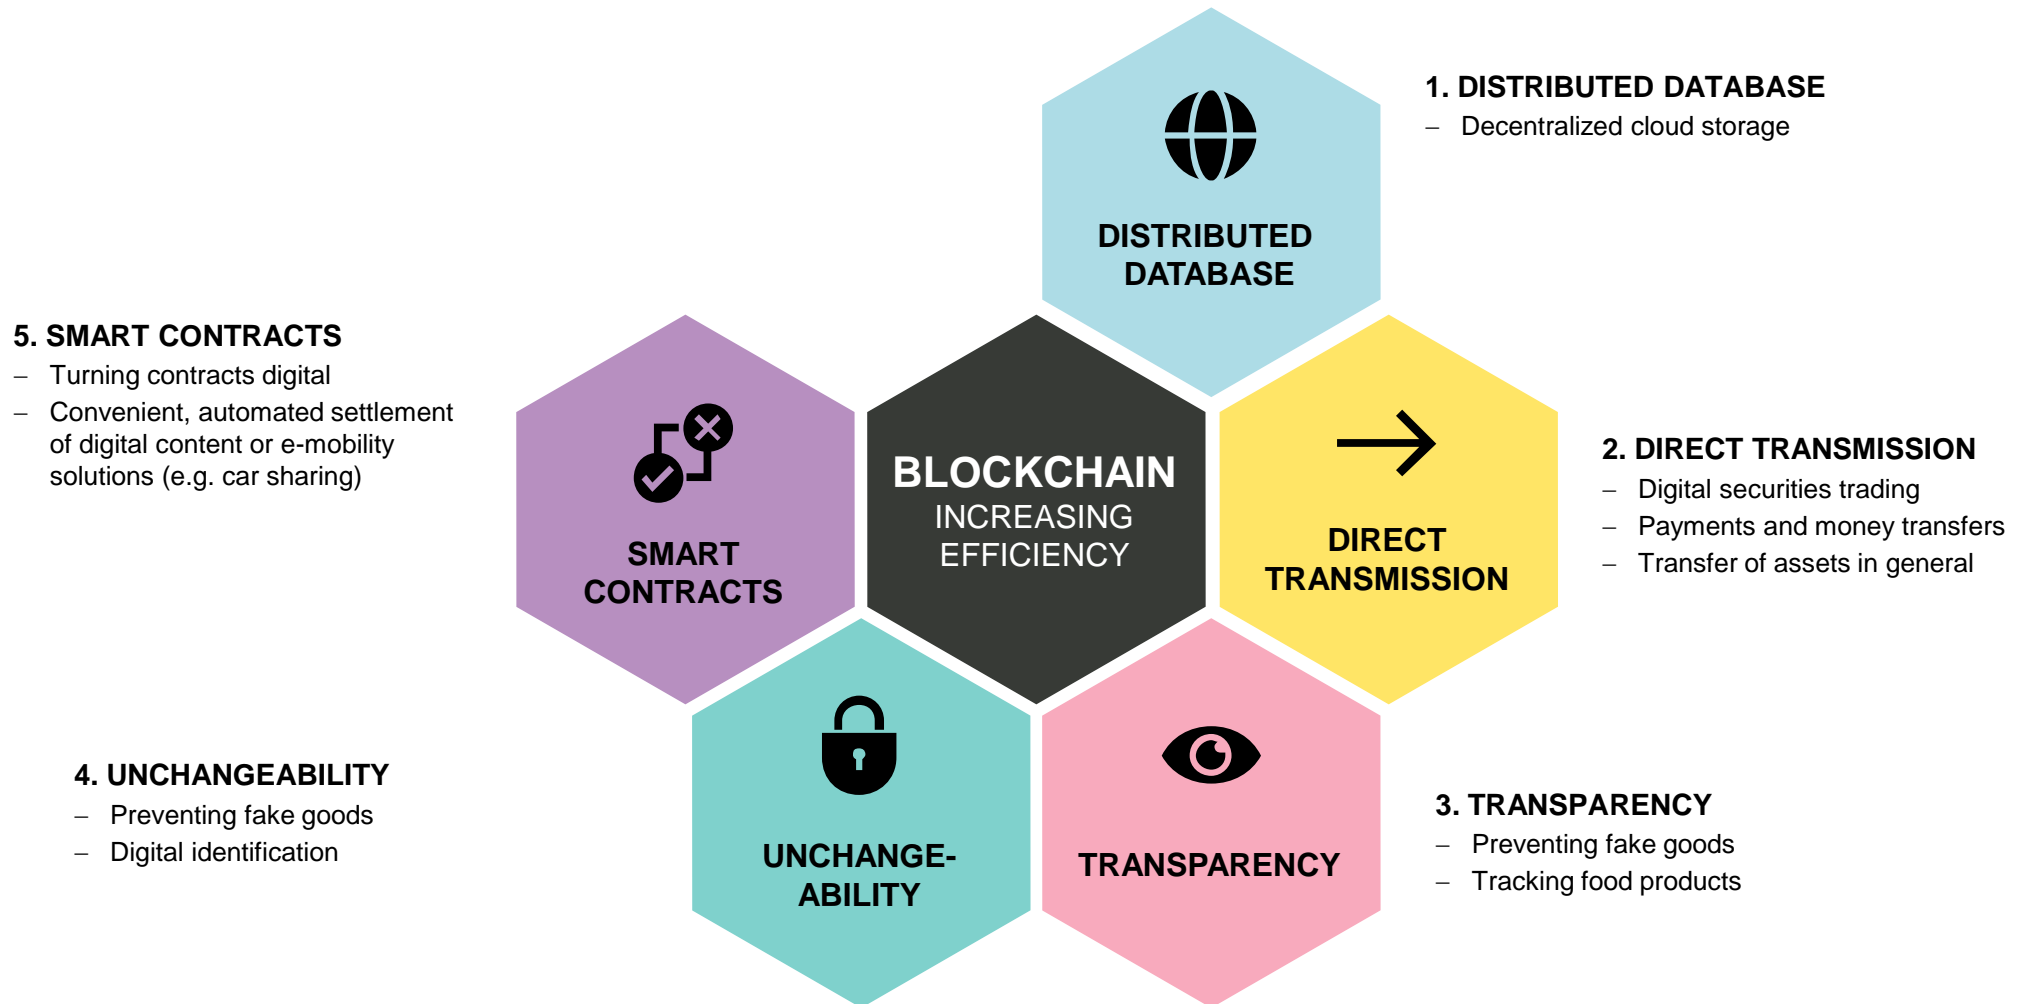 1. DISTRIBUTED DATABASE
– Decentralized cloud storage
DISTRIBUTED
DATABASE
5. SMART CONTRACTS
– Turning contracts digital
– Convenient, automated settlement
of digital content or e-mobility
solutions (e.g. car sharing)
SMART
CONTRACTS
BLOCKCHAIN
INCREASING
EFFICIENCY
DIRECT
TRANSMISSION
2. DIRECT TRANSMISSION
– Digital securities trading
– Payments and money transfers
– Transfer of assets in general
4. UNCHANGEABILITY
– Preventing fake goods
– Digital identification
UNCHANGE-
ABILITY
TRANSPARENCY
3. TRANSPARENCY
– Preventing fake goods
– Tracking food products